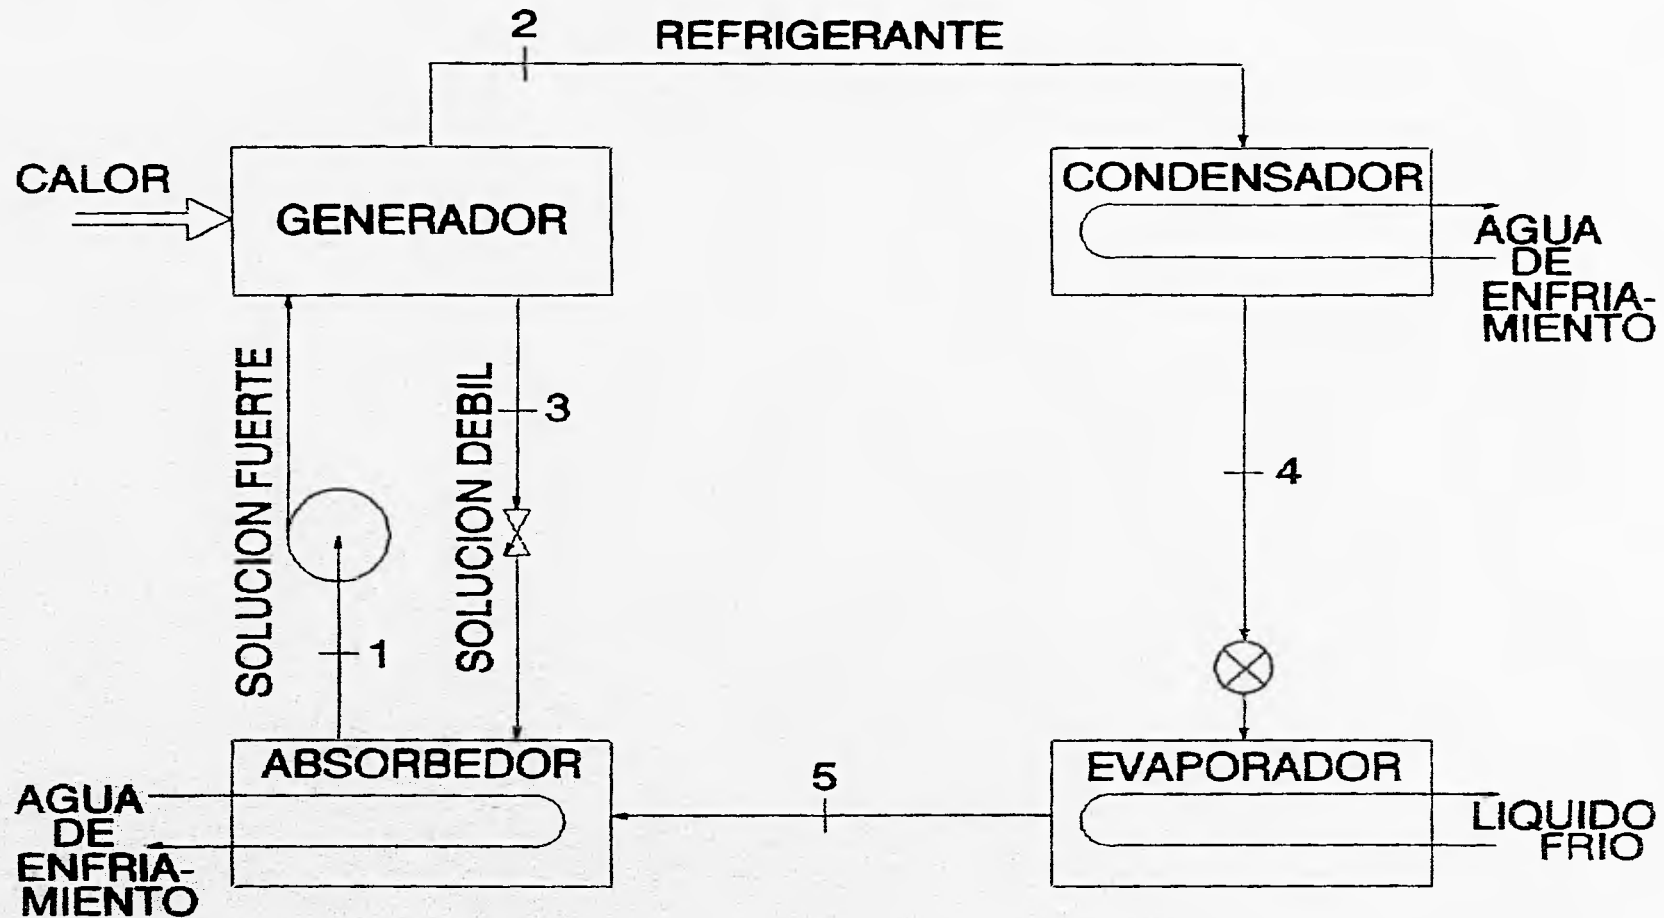 2
REFRIGERANTE
CALOR
GENERADOR
CONDENSADOR
AGUA
DE
ENFRIA-
MIENTO
SOLUCION FUERTE
SOLUCION DEBIL
3
4
1
ABSORBEDOR
EVAPORADOR
5
AGUA
DE
ENFRIA-
MIENTO
LIQUIDO
FRIO